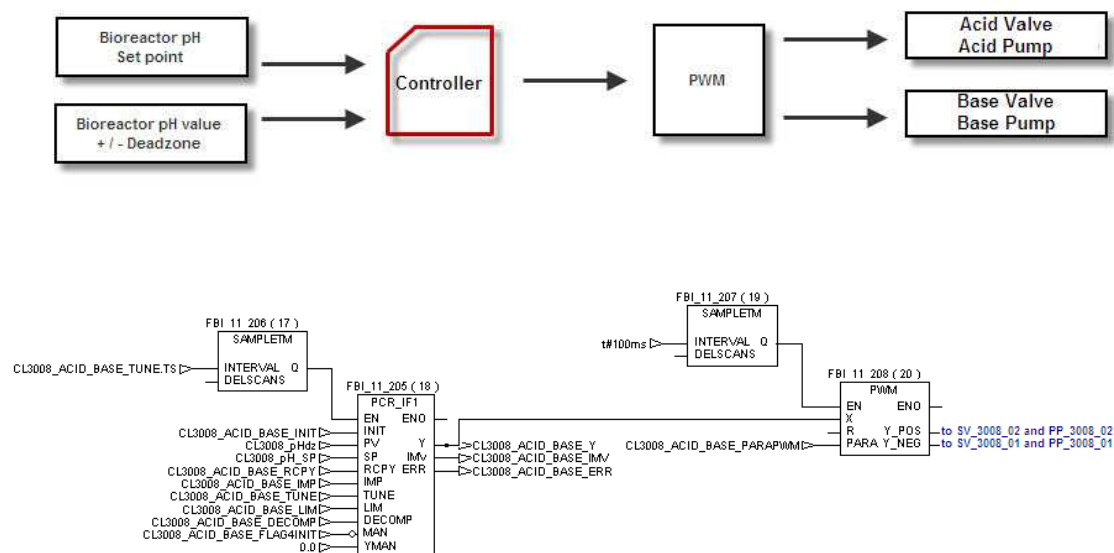 Bioreactor pH
Set point
Bioreactor pH value
+ / - Deadzone
Controller
PWM
Acid Valve
Acid Pump
Base Valve
Base Pump
FBI_11_206 ( 17 )
SAMPLETM
CL3008_ACID_BASE_TUNE.TS
INTERVAL Q
DELSCANS
FBI_11_205 ( 18 )
PCR_IF1
EN ENO
CL3008_ACID_BASE_INIT INIT
CL3008_pHdz PV Y CL3008_ACID_BASE_Y
CL3008_pH_SP SP IMV CL3008_ACID_BASE_IMV
CL3008_ACID_BASE_RCPY RCPY ERR CL3008_ACID_BASE_ERR
CL3008_ACID_BASE_IMP IMP
CL3008_ACID_BASE_TUNE TUNE
CL3008_ACID_BASE_LIM LIM
CL3008_ACID_BASE_DECOMP DECOMP
CL3008_ACID_BASE_FLAG4INIT MAN
0.0 YMAN
FBI_11_207 ( 19 )
SAMPLETM
t#100ms INTERVAL Q
DELSCANS
FBI_11_208 ( 20 )
PWM
EN ENO
X
R Y_POS to SV_3008_02 and PP_3008_02
CL3008_ACID_BASE_PARAPWM PARA Y_NEG to SV_3008_01 and PP_3008_01